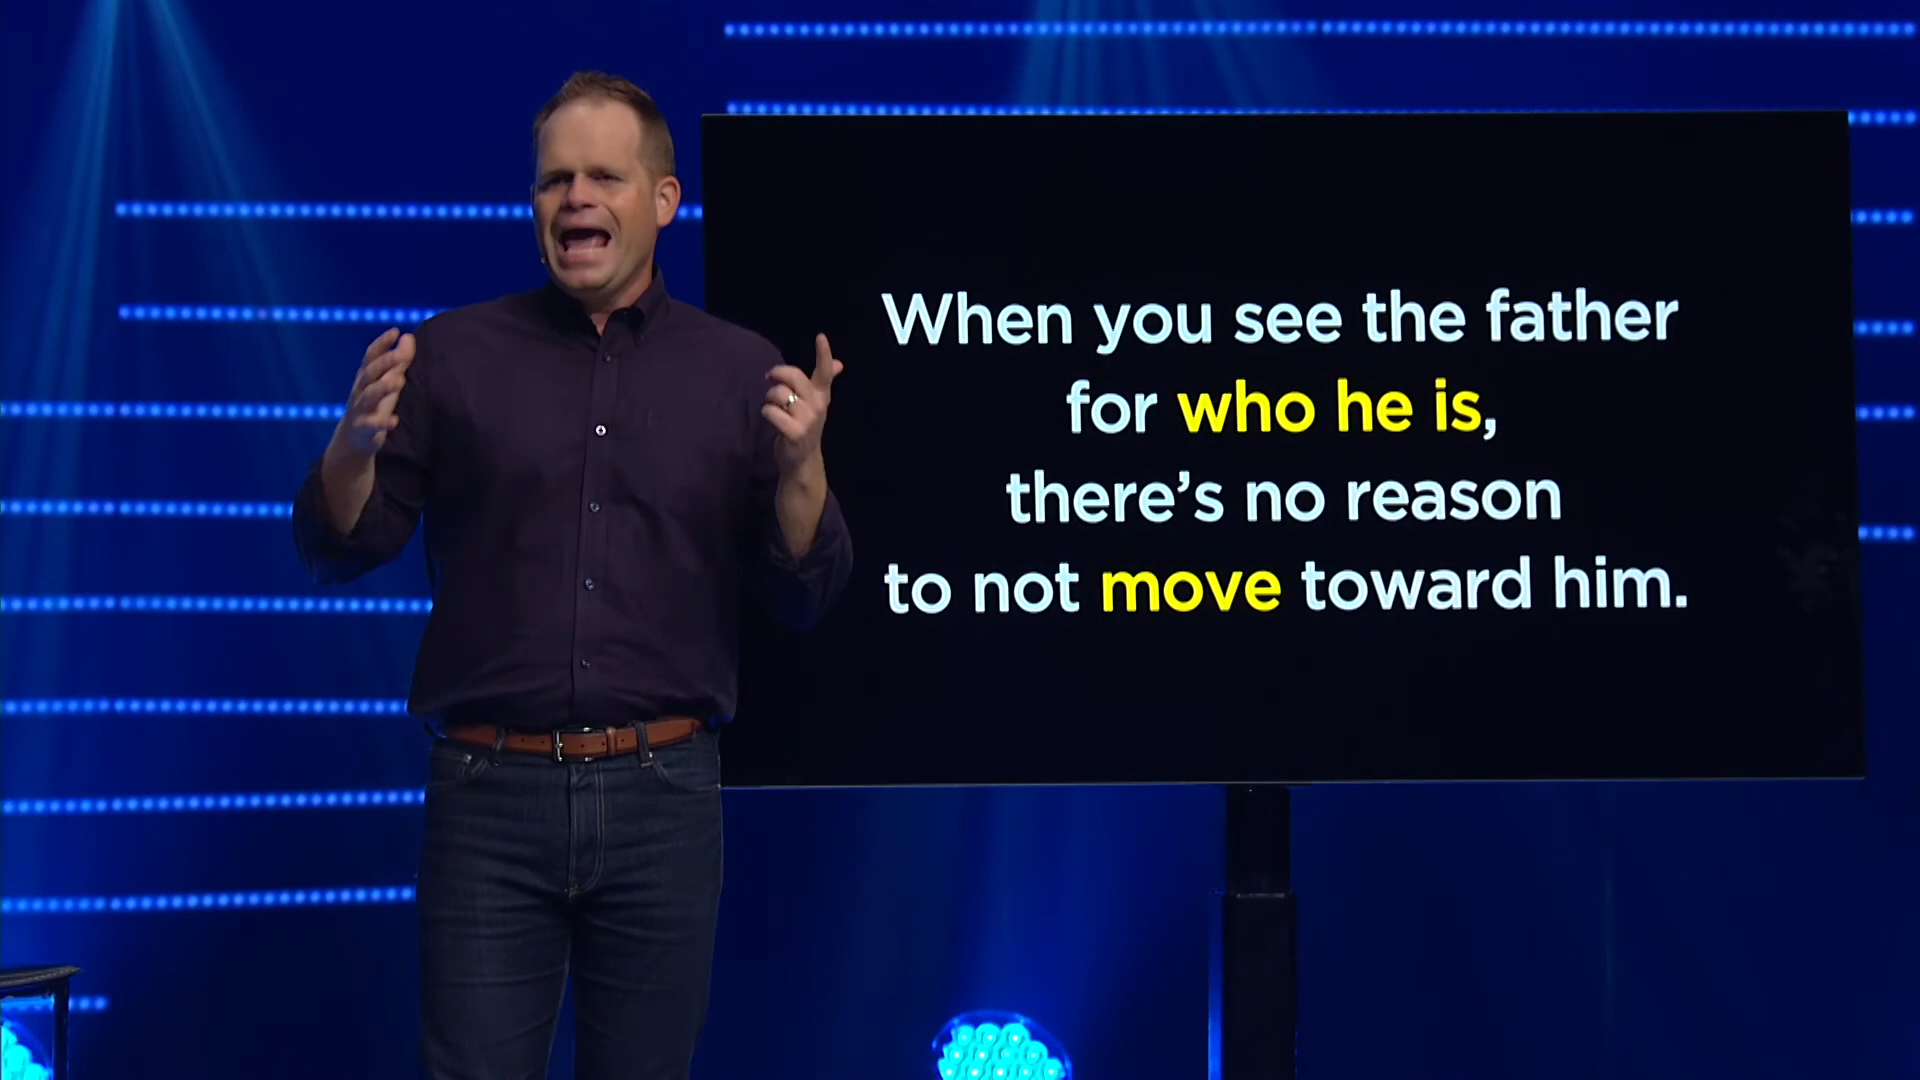 When you see the father
for who he is,
there’s no reason
to not move toward him.